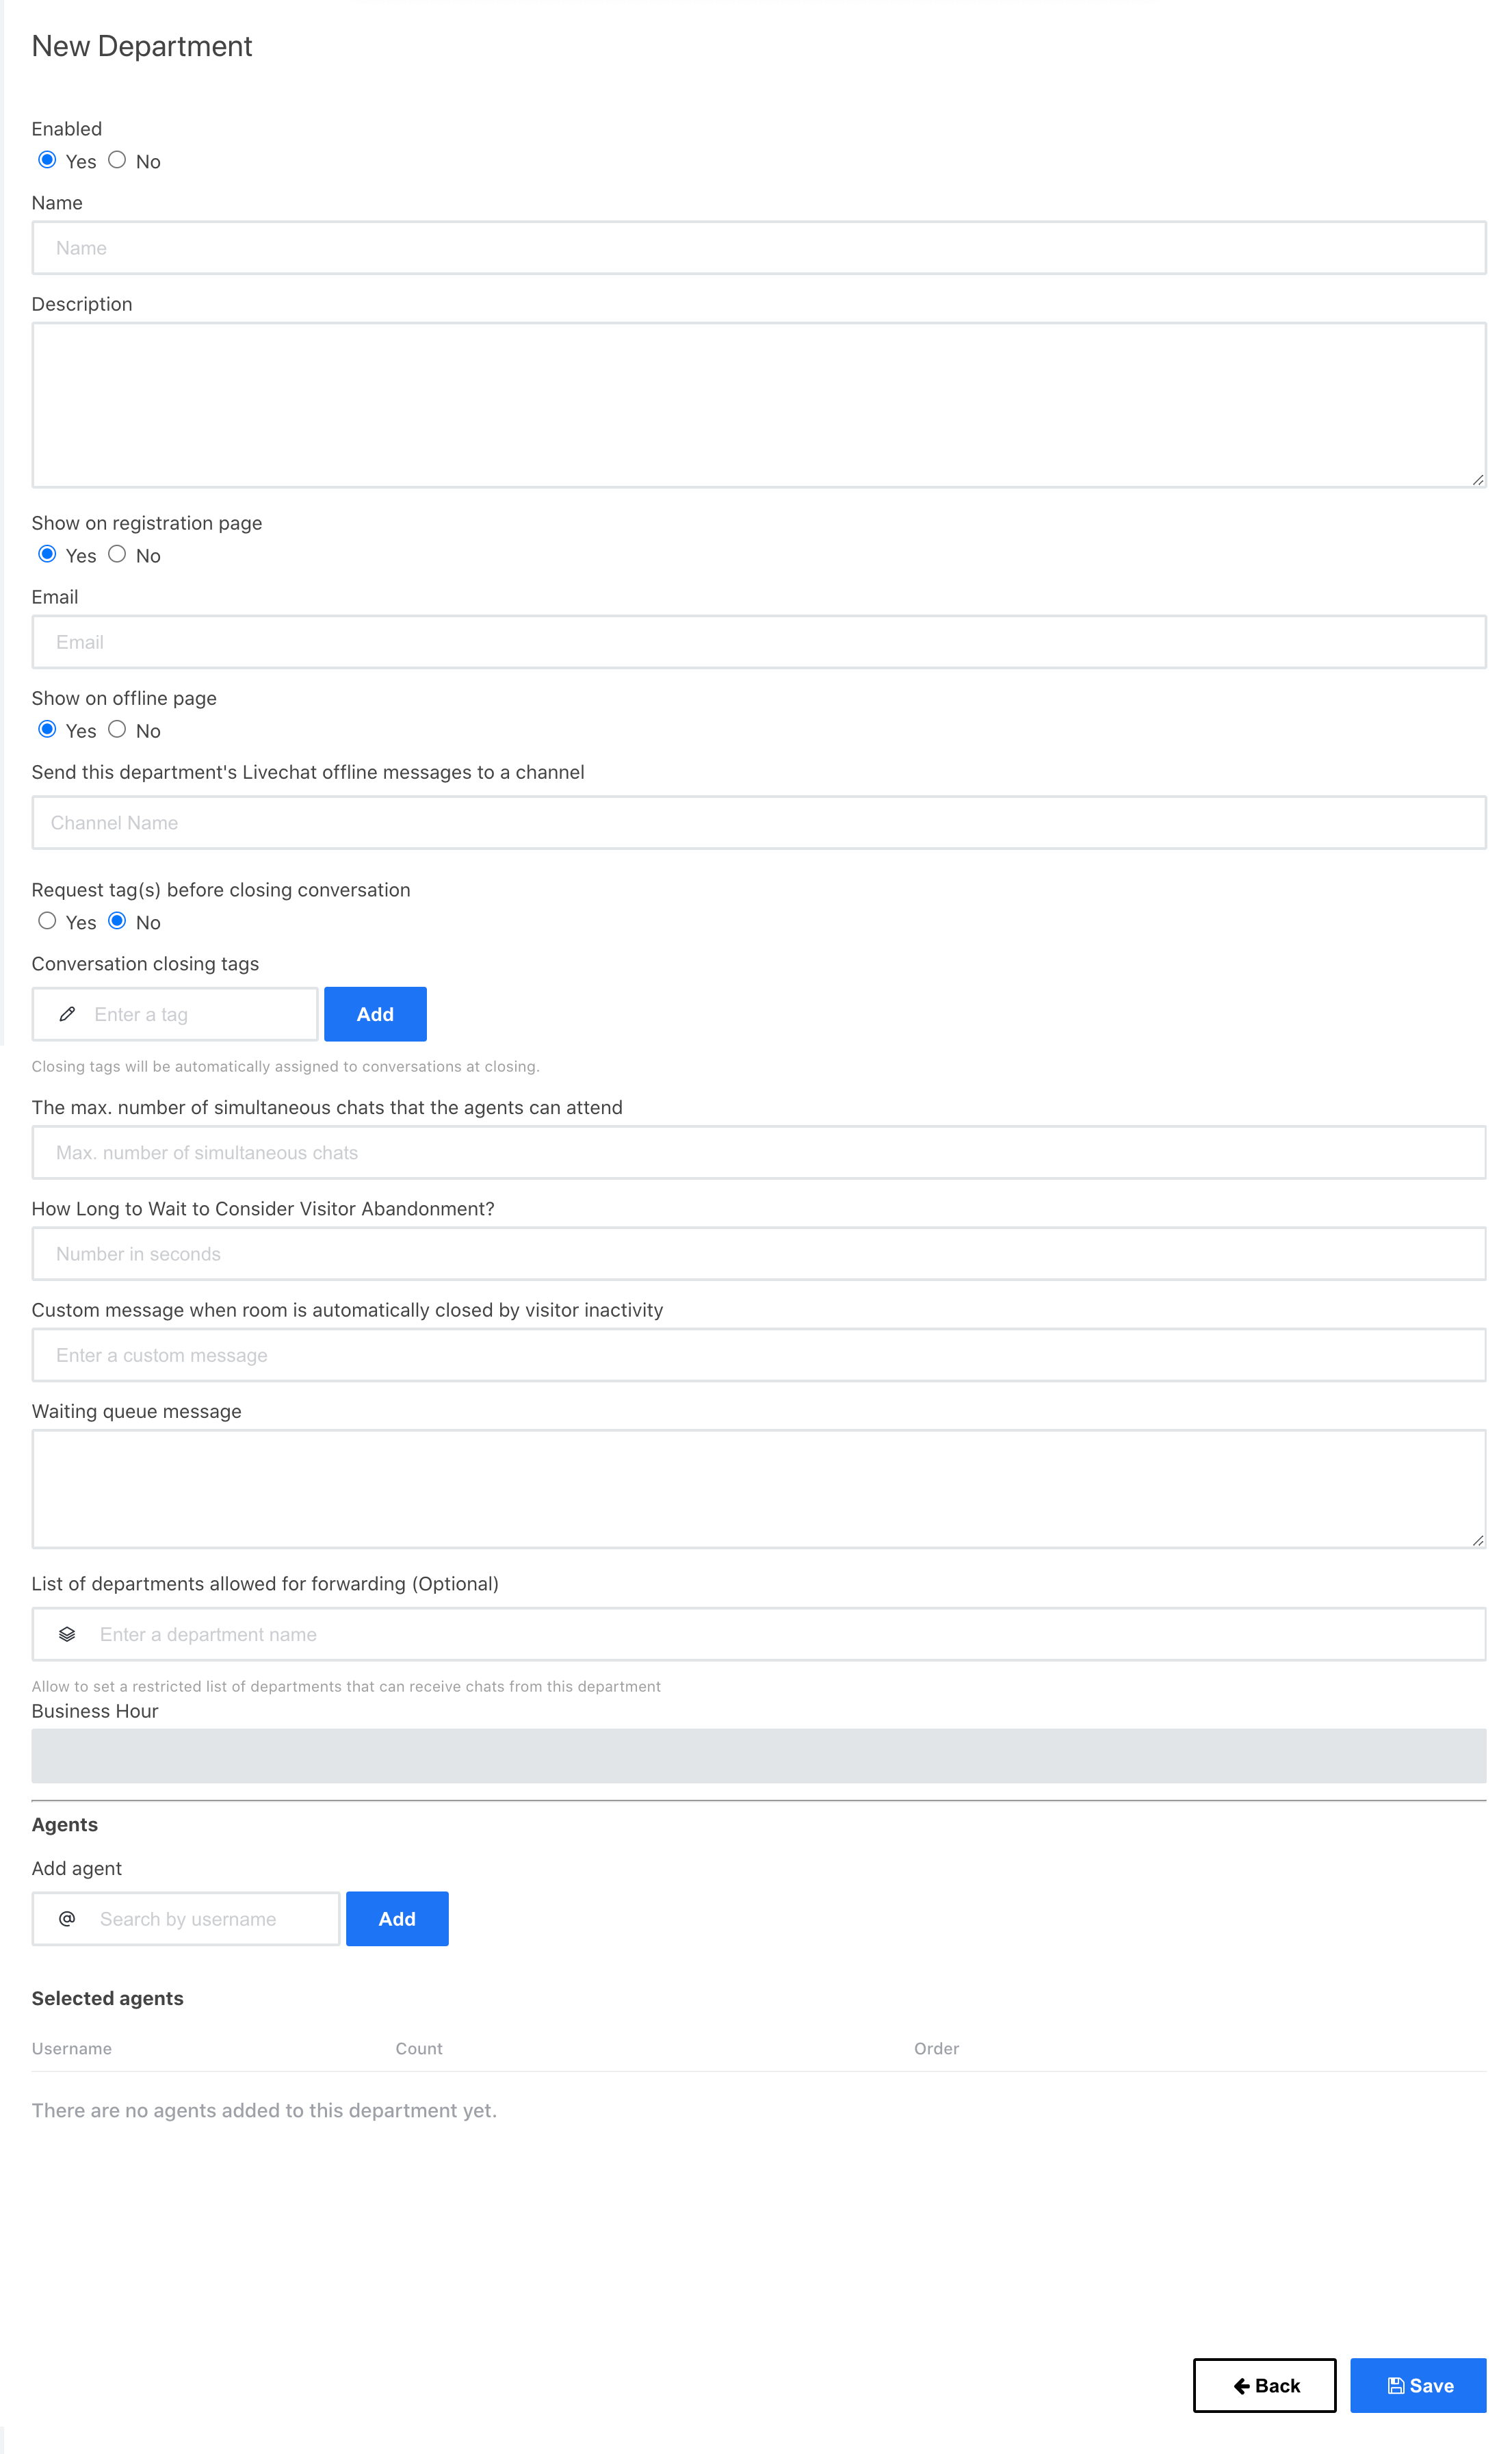 New Department
Enabled
Yes No
Name
Name
Description
Show on registration page
Yes No
Email
Email
Show on offline page
Yes No
Send this department's Livechat offline messages to a channel
Channel Name
Request tag(s) before closing conversation
Yes No
Conversation closing tags
Enter a tag Add
Closing tags will be automatically assigned to conversations at closing.
The max. number of simultaneous chats that the agents can attend
Max. number of simultaneous chats
How Long to Wait to Consider Visitor Abandonment?
Number in seconds
Custom message when room is automatically closed by visitor inactivity
Enter a custom message
Waiting queue message
List of departments allowed for forwarding (Optional)
Enter a department name
Allow to set a restricted list of departments that can receive chats from this department
Business Hour
Agents
Add agent
@ Search by username Add
Selected agents
Username Count Order
There are no agents added to this department yet.
Back Save